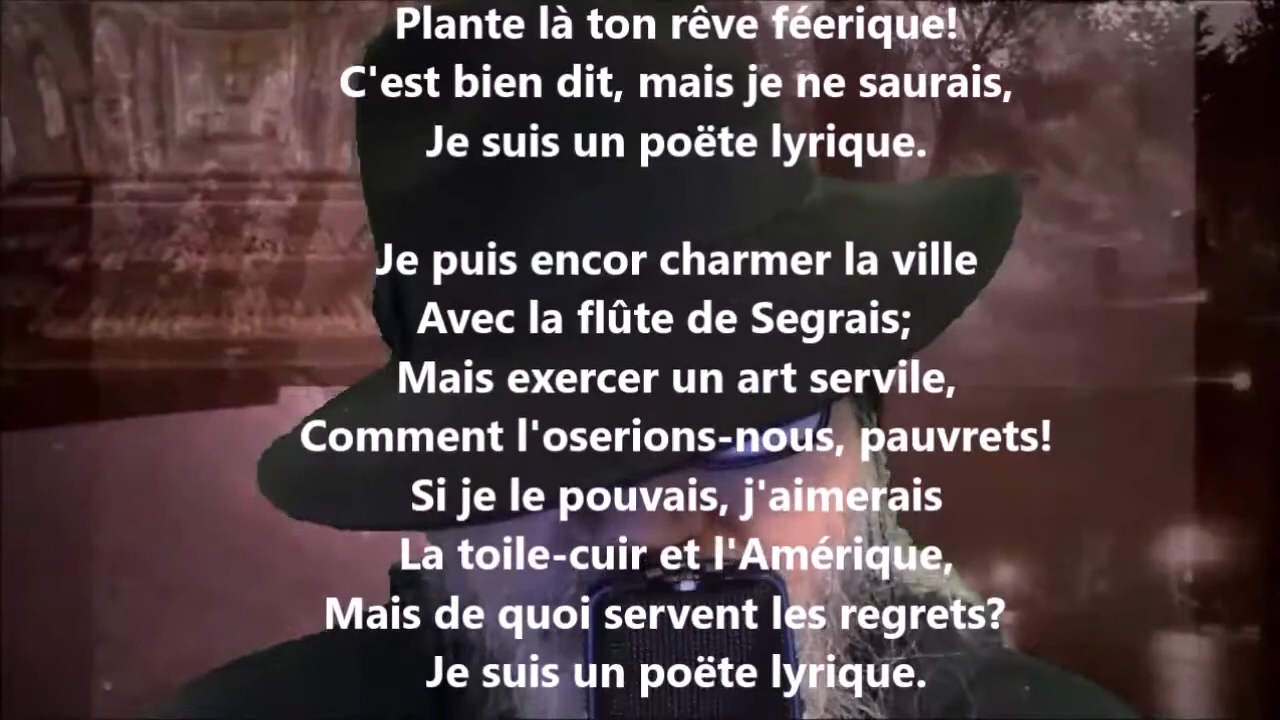 Plante là ton rêve féerique!
C'est bien dit, mais je ne saurais,
Je suis un poëte lyrique.
Je puis encor charmer la ville
Avec la flûte de Segrais;
Mais exercer un art servile,
Comment l'oserions-nous, pauvrets!
Si je le pouvais, j'aimerais
La toile-cuir et l'Amérique,
Mais de quoi servent les regrets?
Je suis un poëte lyrique.